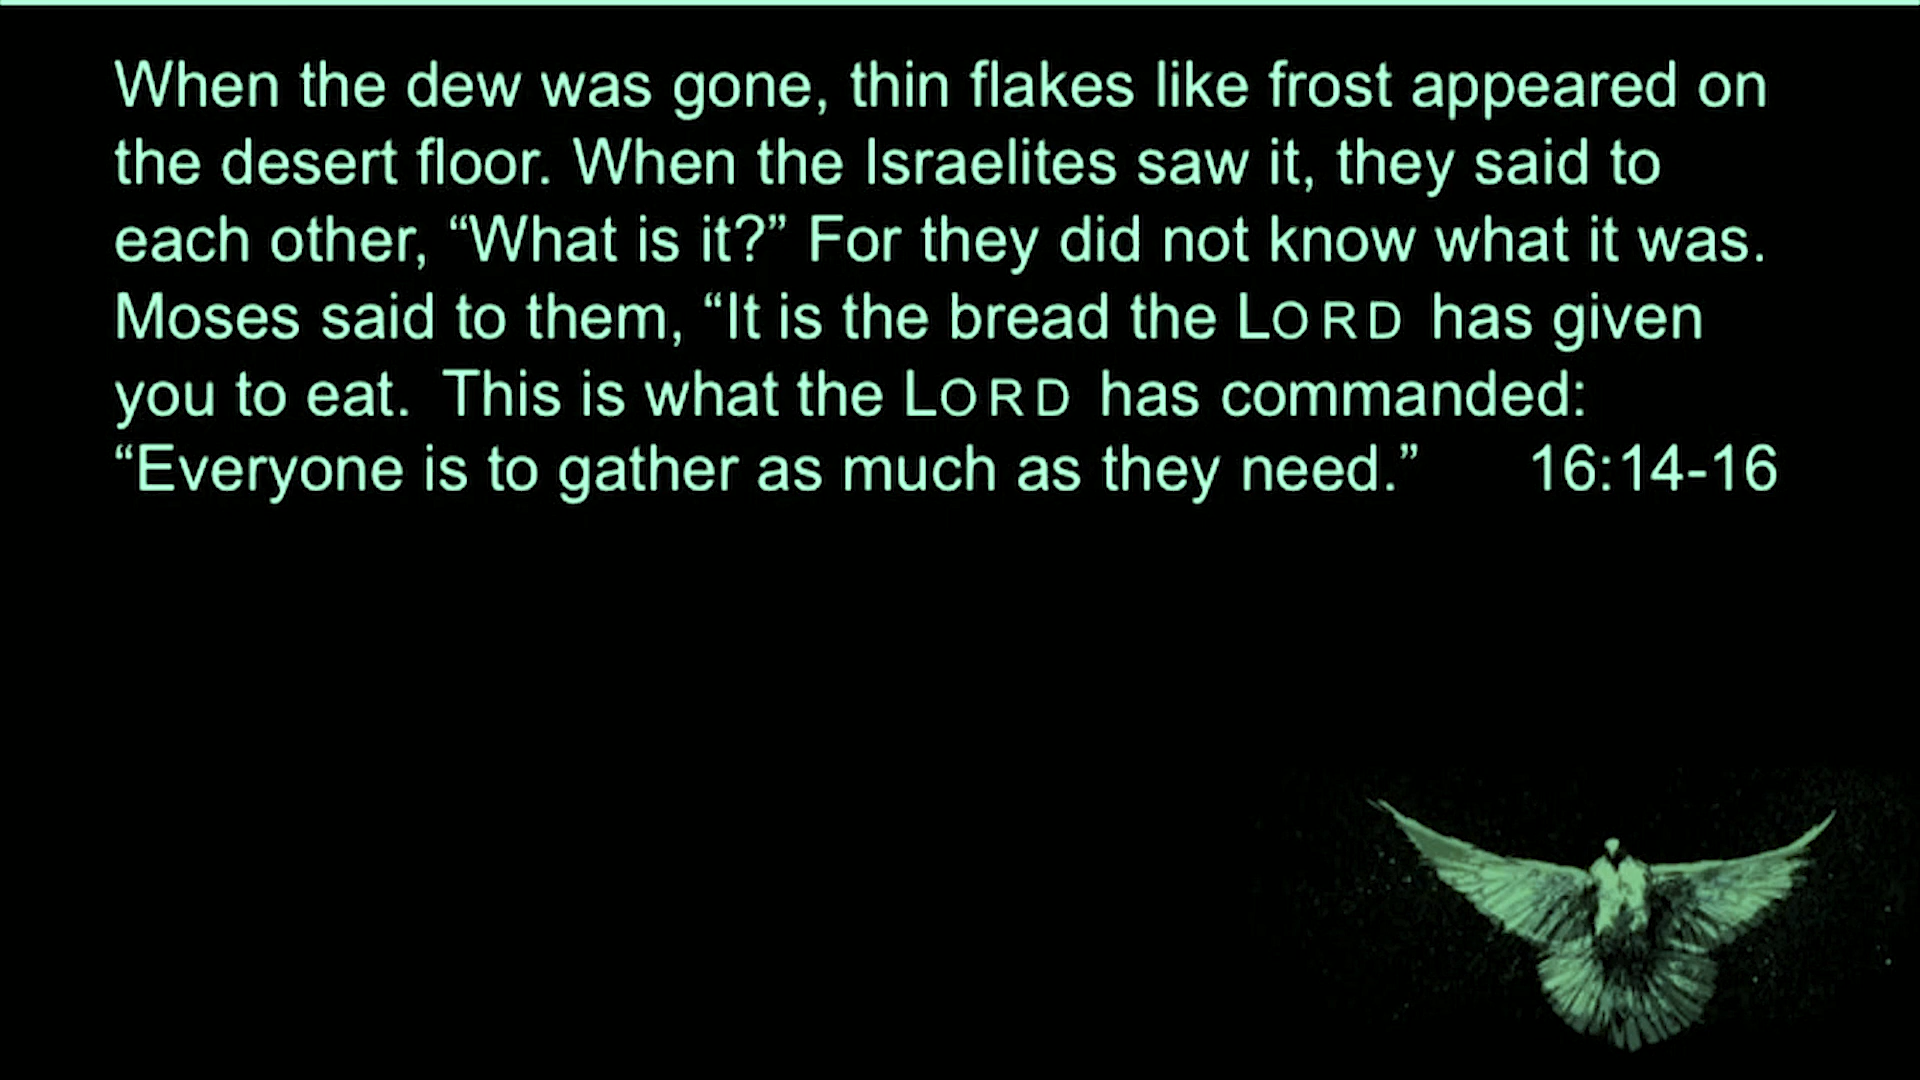 When the dew was gone, thin flakes like frost appeared on
the desert floor. When the Israelites saw it, they said to
each other, “What is it?” For they did not know what it was.
Moses said to them, “It is the bread the LORD has given
you to eat.  This is what the LORD has commanded:
“Everyone is to gather as much as they need.”      16:14-16